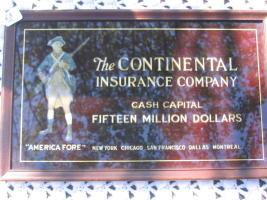 The CONTINENTAL
INSURANCE COMPANY
CASH CAPITAL
FIFTEEN MILLION DOLLARS
"AMERICA FORE" NEW YORK CHICAGO SAN FRANCISCO DALLAS MONTREAL